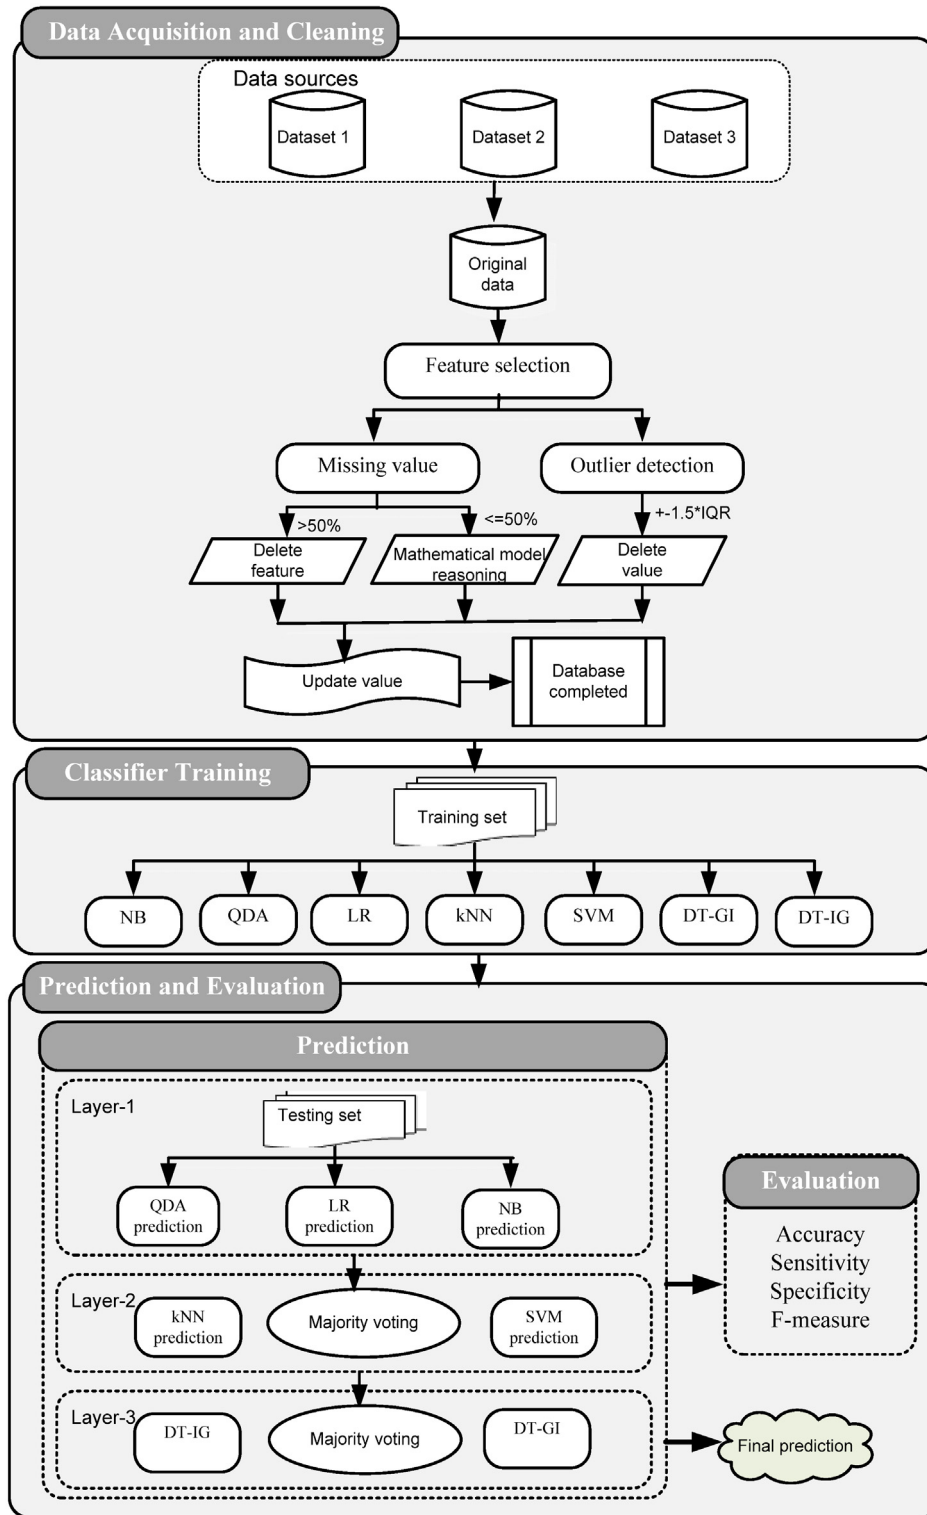 Data Acquisition and Cleaning
Data sources
Dataset 1
Dataset 2
Dataset 3
Original
data
Feature selection
Missing value
Outlier detection
>50%
<=50%
+-1.5*IQR
Delete
feature
Mathematical model
reasoning
Delete
value
Update value
Database
completed
Classifier Training
Training set
NB
QDA
LR
kNN
SVM
DT-GI
DT-IG
Prediction and Evaluation
Prediction
Layer-1
Testing set
QDA
prediction
LR
prediction
NB
prediction
Layer-2
kNN
prediction
Majority voting
SVM
prediction
Layer-3
DT-IG
Majority voting
DT-GI
Evaluation
Accuracy
Sensitivity
Specificity
F-measure
Final prediction